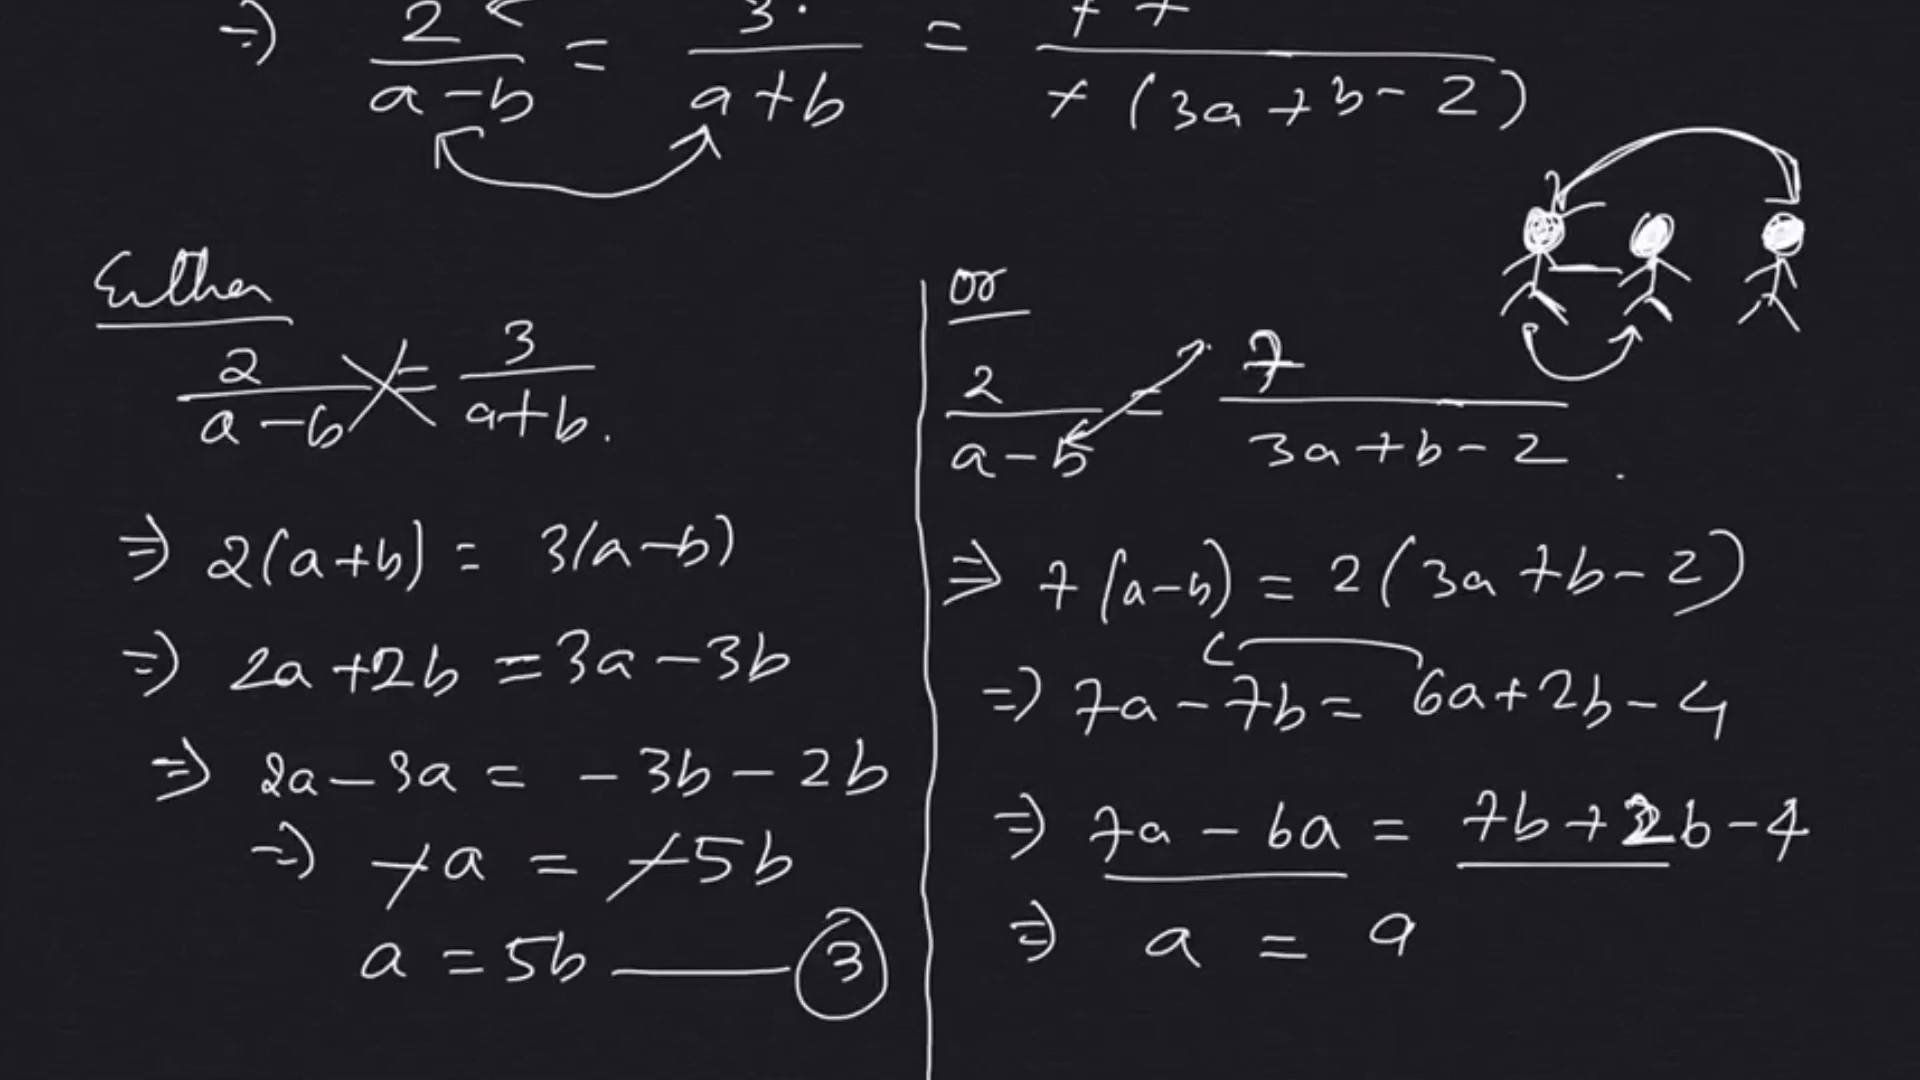 ⇒ 2/(a-b) = 3/(a+b) = /(3a+b-2)
Either
2/(a-b) = 3/(a+b).
⇒ 2(a+b) = 3(a-b)
⇒ 2a+2b = 3a-3b
⇒ 2a-3a = -3b-2b
⇒ -a = -5b
a = 5b ——— 3
or
2/(a-b) = 7/(3a+b-2)
⇒ 7(a-b) = 2(3a+b-2)
⇒ 7a-7b = 6a+2b-4
⇒ 7a-6a = 7b+2b-4
⇒ a = 9